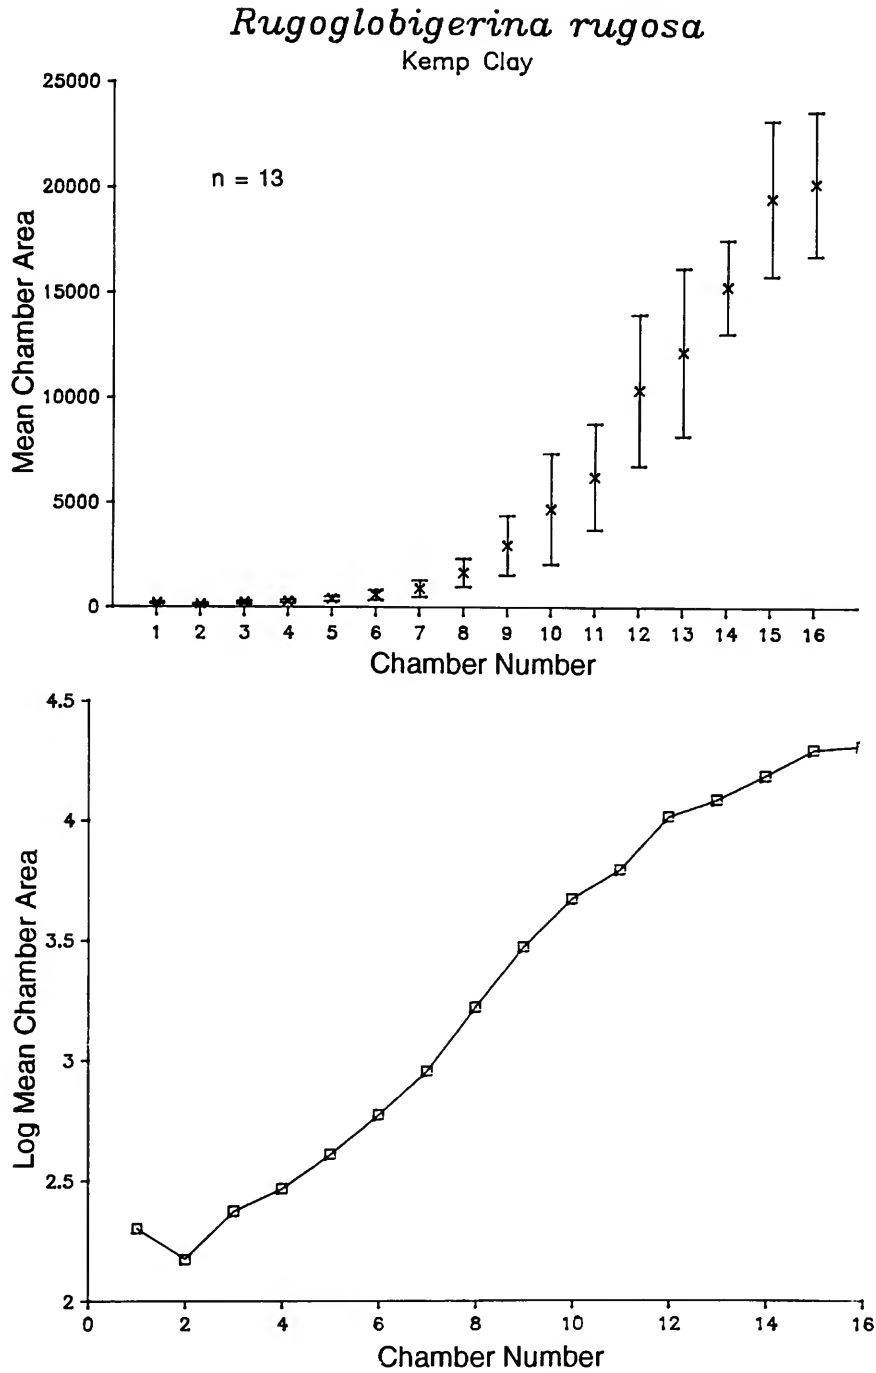 Rugoglobigerina rugosa
Kemp Clay
25000
20000
15000
10000
5000
0
n = 13
Mean Chamber Area
1 2 3 4 5 6 7 8 9 10 11 12 13 14 15 16
Chamber Number
4.5
4
3.5
3
2.5
2
Log Mean Chamber Area
0 2 4 6 8 10 12 14 16
Chamber Number